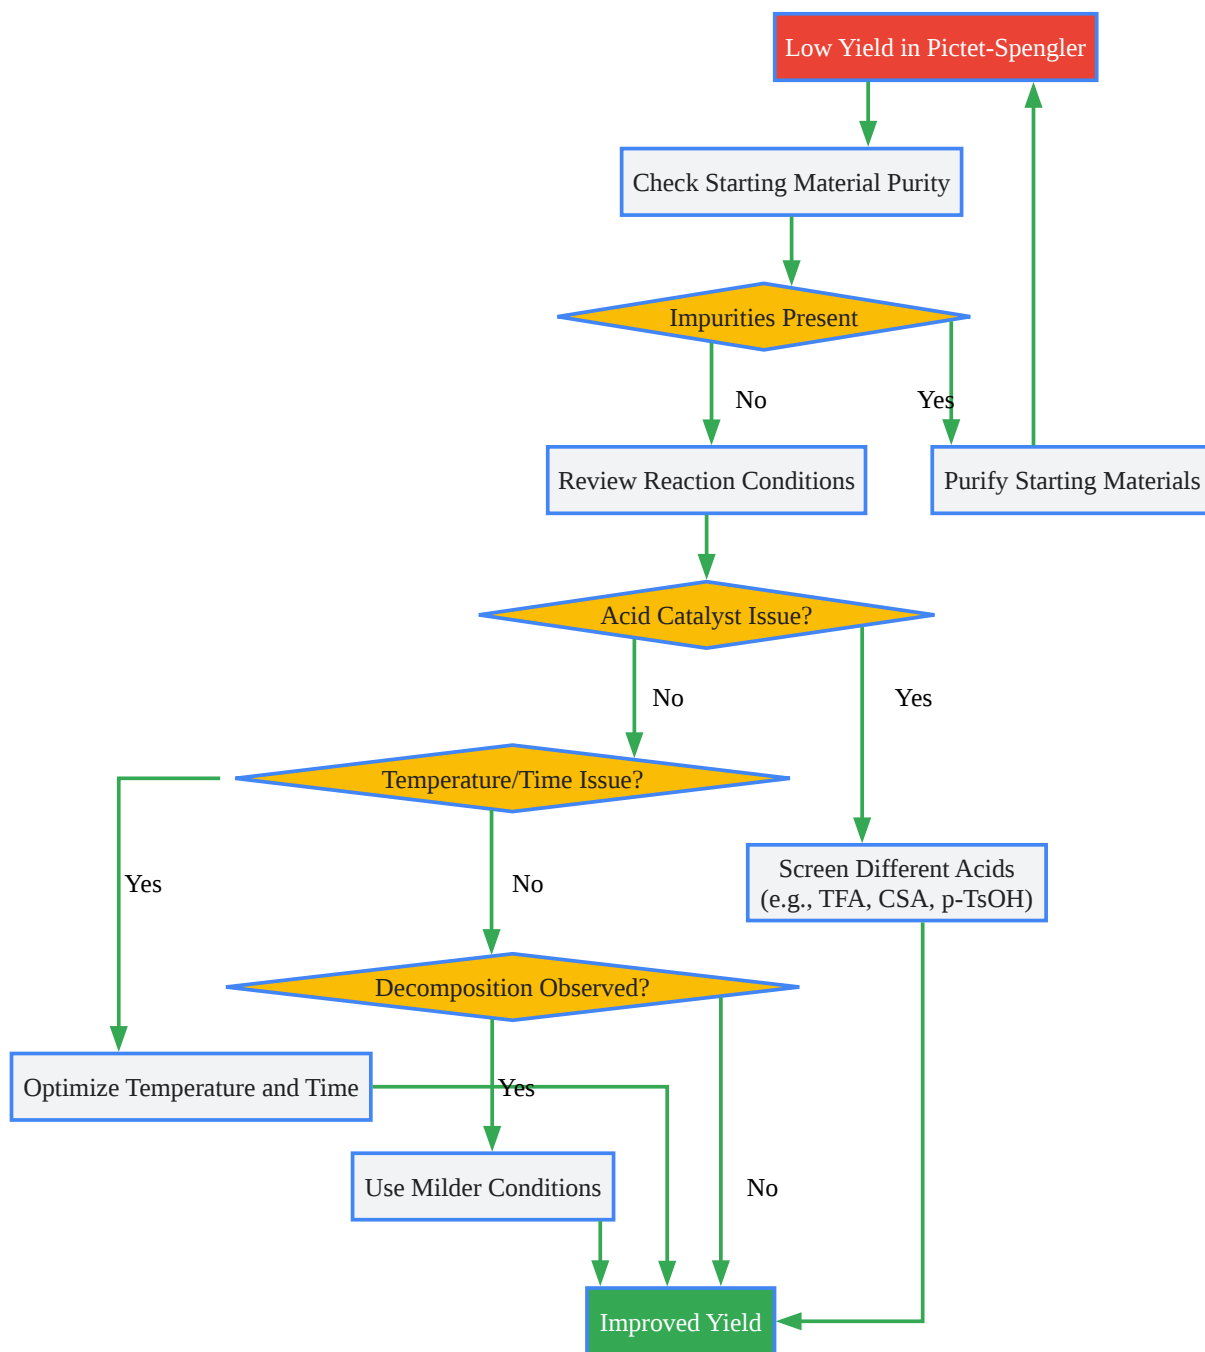 Low Yield in Pictet-Spengler
Check Starting Material Purity
Impurities Present
No
Yes
Review Reaction Conditions
Purify Starting Materials
Acid Catalyst Issue?
No
Yes
Temperature/Time Issue?
Yes
No
Screen Different Acids
(e.g., TFA, CSA, p-TsOH)
Decomposition Observed?
Optimize Temperature and Time
Yes
Use Milder Conditions
No
Improved Yield